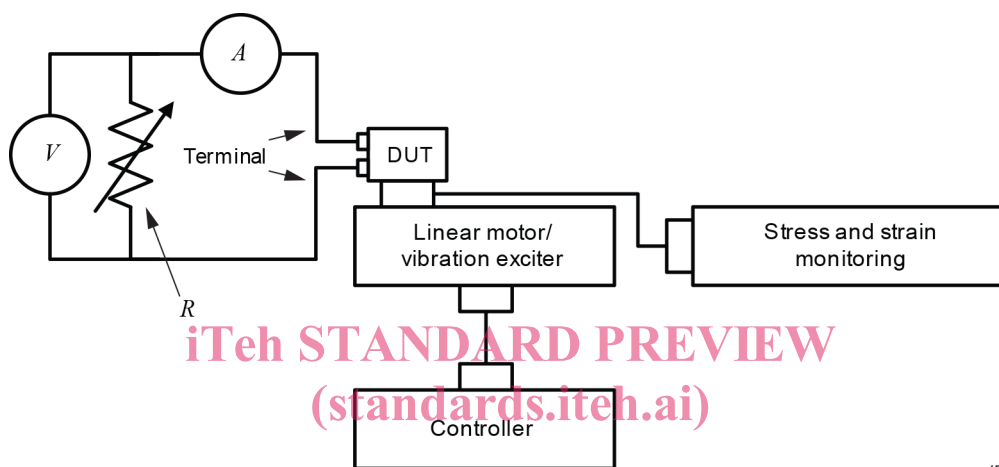 A
V
Terminal
DUT
Linear motor/
vibration exciter
Stress and strain
monitoring
R
iTeh STANDARD PREVIEW
(standards.iteh.ai)
Controller